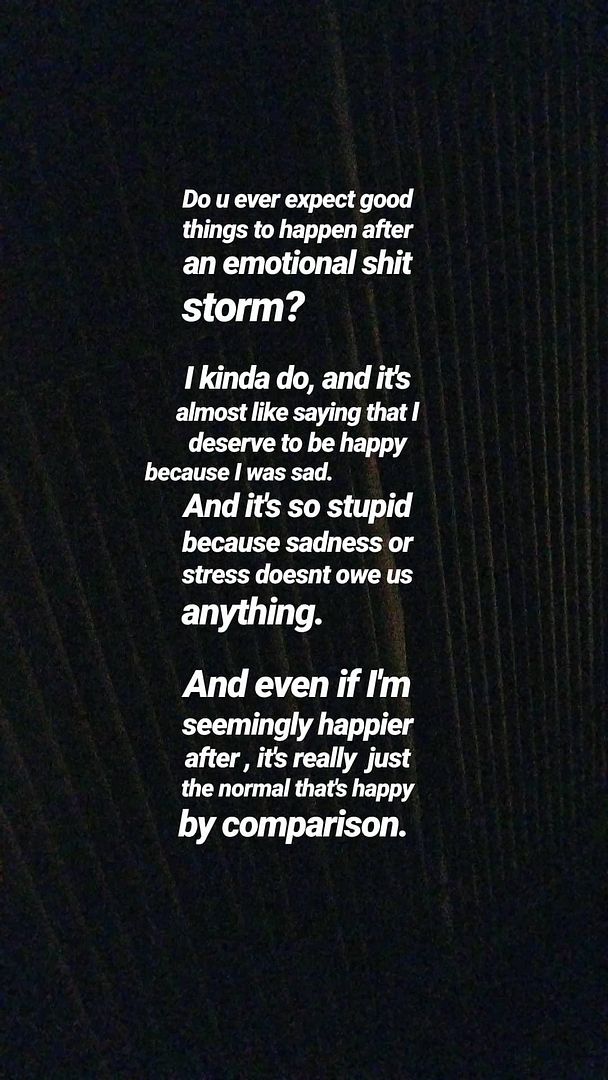 Do u ever expect good
things to happen after
an emotional shit
storm?
I kinda do, and it's
almost like saying that I
deserve to be happy
because I was sad.
And it's so stupid
because sadness or
stress doesnt owe us
anything.
And even if I'm
seemingly happier
after , it's really  just
the normal that's happy
by comparison.